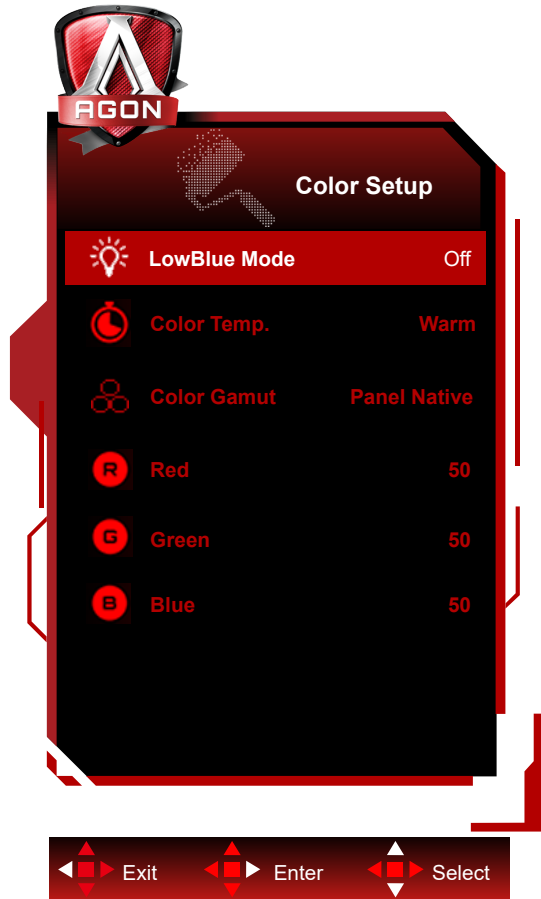 AGON
Color Setup
LowBlue Mode Off
Color Temp. Warm
Color Gamut Panel Native
R Red 50
G Green 50
B Blue 50
Exit Enter Select